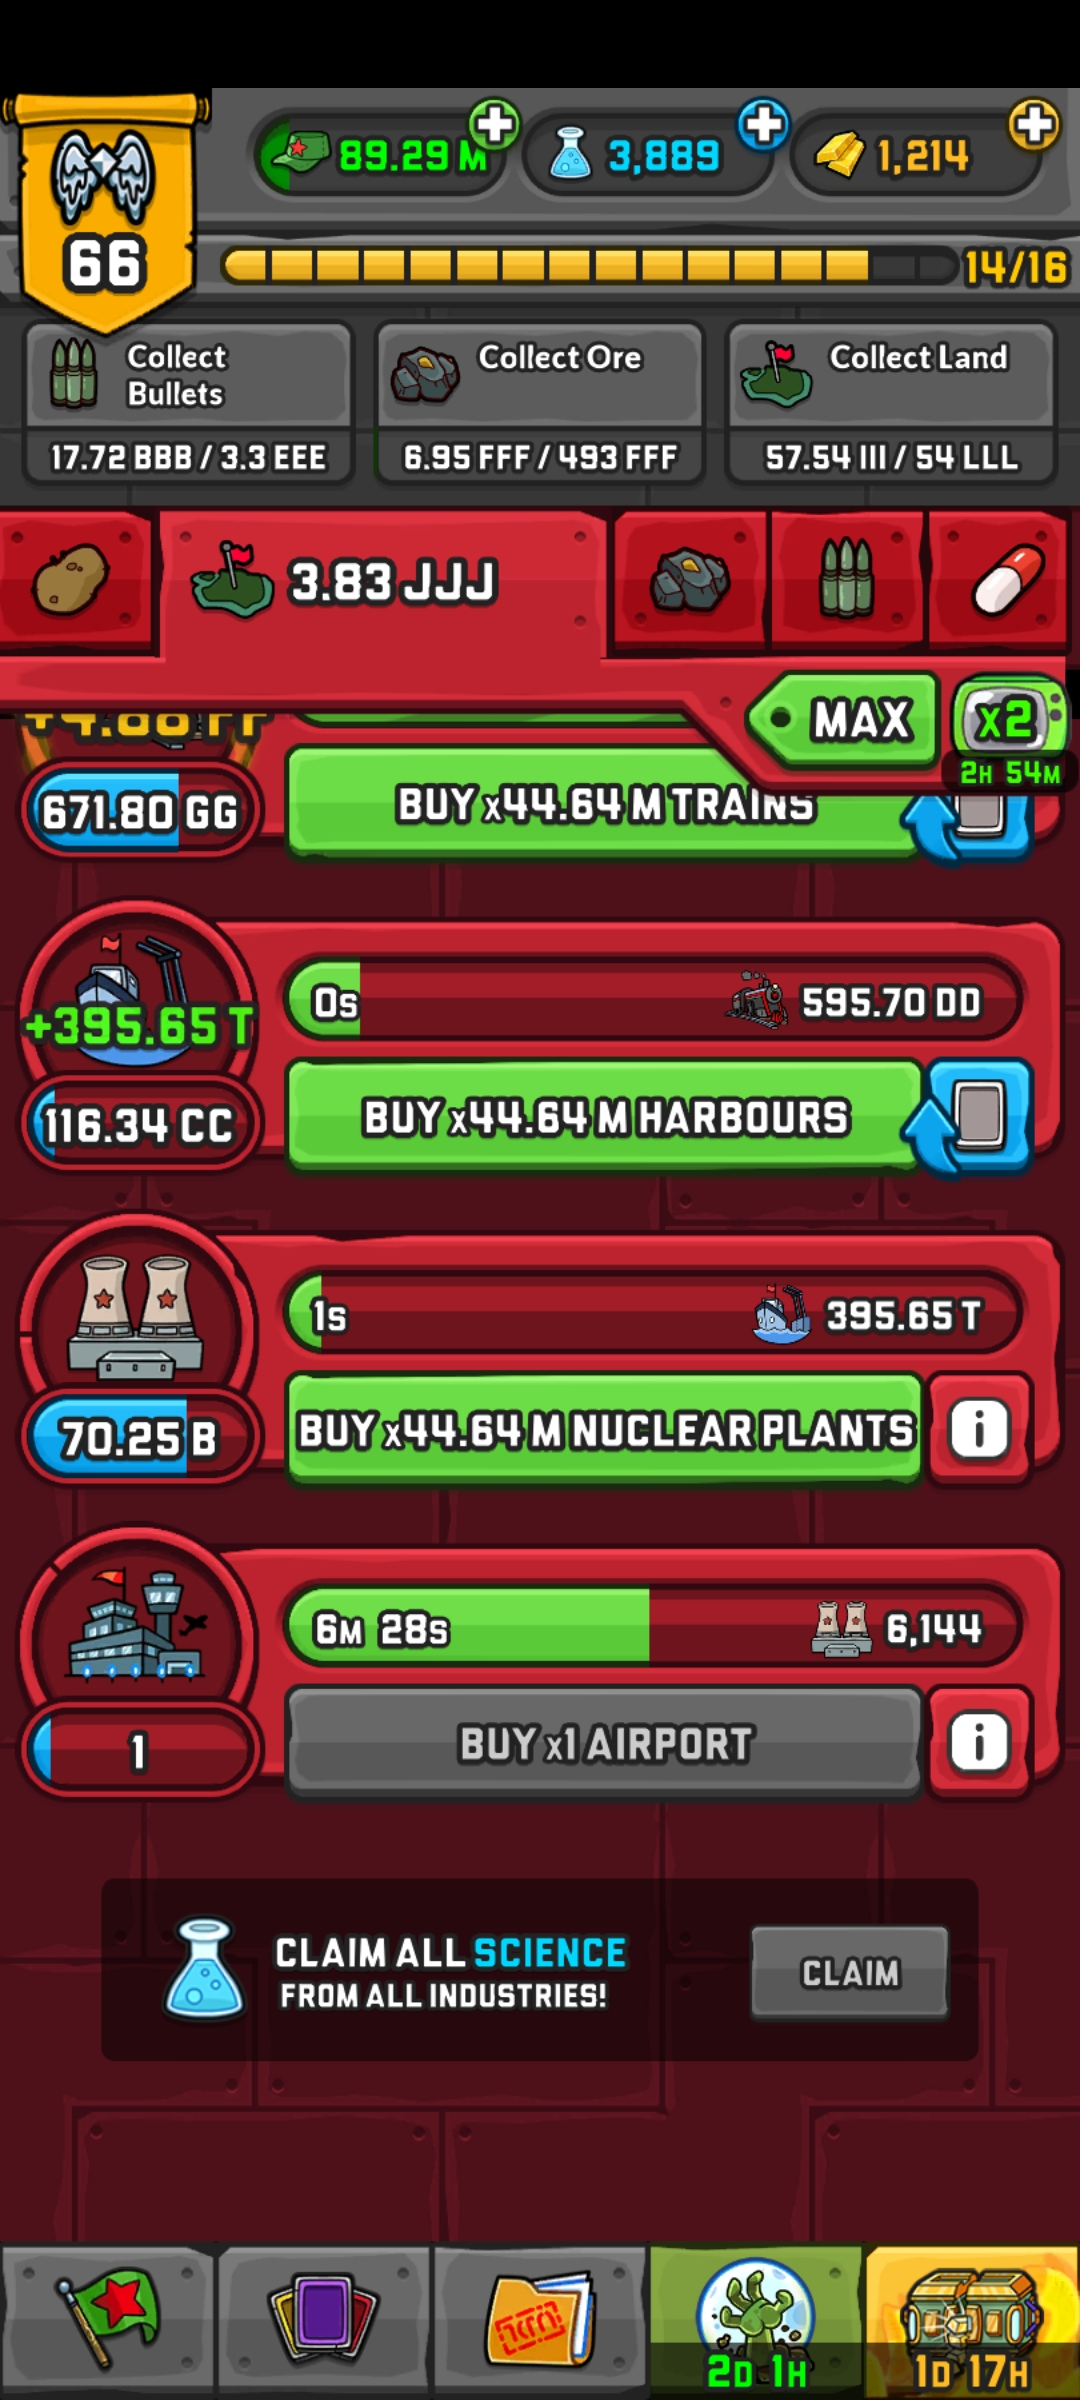 89.29 M
3,889
1,214
66
14/16
Collect
Bullets
17.72 BBB / 3.3 EEE
Collect Ore
6.95 FFF / 493 FFF
Collect Land
57.54 III / 54 LLL
3.83 JJJ
MAX
x2
2H 54M
671.80 GG
BUY x44.64 M TRAINS
+395.65 T
0s
595.70 DD
116.34 CC
BUY x44.64 M HARBOURS
1s
395.65 T
70.25 B
BUY x44.64 M NUCLEAR PLANTS
i
6M 28S
6,144
1
BUY x1 AIRPORT
i
CLAIM ALL SCIENCE
FROM ALL INDUSTRIES!
CLAIM
2D 1H
1D 17H